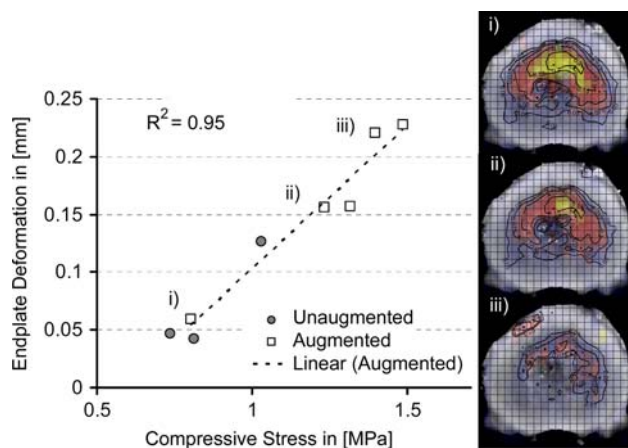 R² = 0.95
Endplate Deformation in [mm]
0.25
0.2
0.15
0.1
0.05
0
i)
ii)
iii)
Unaugmented
Augmented
Linear (Augmented)
0.5
1
1.5
Compressive Stress in [MPa]
i)
ii)
iii)